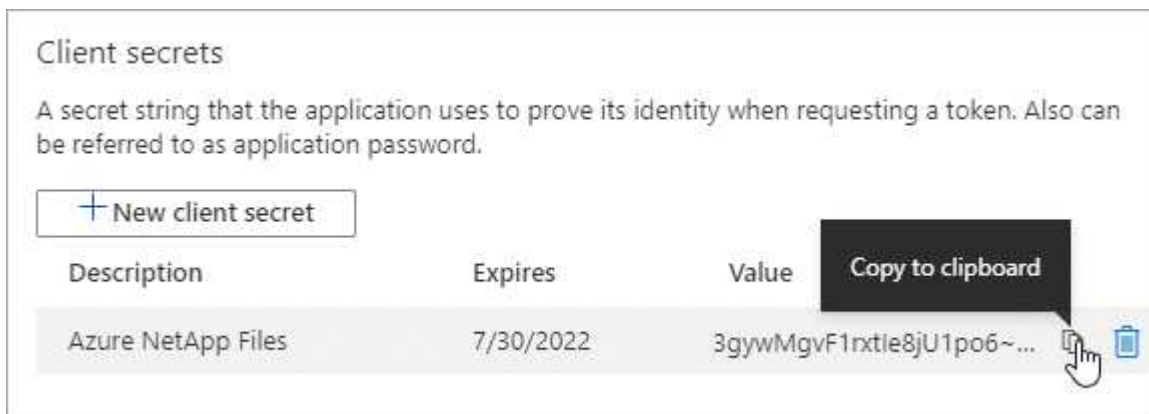 Client secrets
A secret string that the application uses to prove its identity when requesting a token. Also can
be referred to as application password.
+ New client secret
Description Expires Value Copy to clipboard
Azure NetApp Files 7/30/2022 3gywMgvF1rxtIe8jU1po6~...